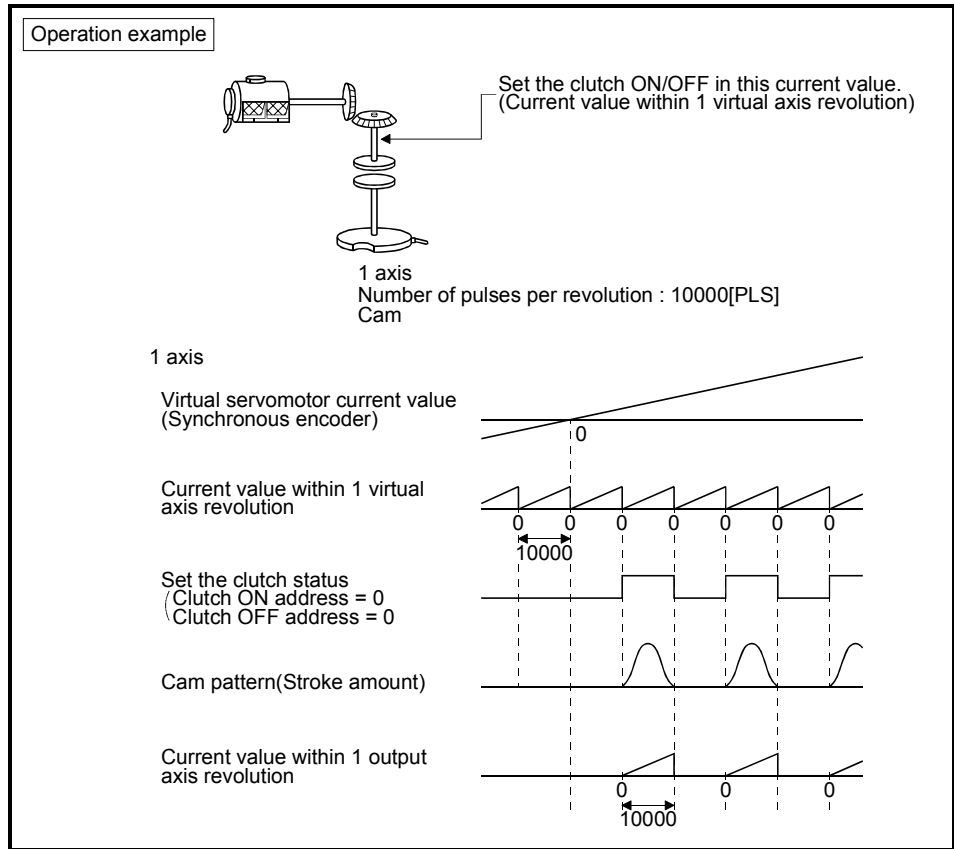 Operation example
Set the clutch ON/OFF in this current value.
(Current value within 1 virtual axis revolution)
1 axis
Number of pulses per revolution : 10000[PLS]
Cam
1 axis
Virtual servomotor current value
(Synchronous encoder)
0
Current value within 1 virtual
axis revolution
0 0 0 0 0 0 0
10000
Set the clutch status
(Clutch ON address = 0
Clutch OFF address = 0
Cam pattern(Stroke amount)
Current value within 1 output
axis revolution
0 0 0
10000